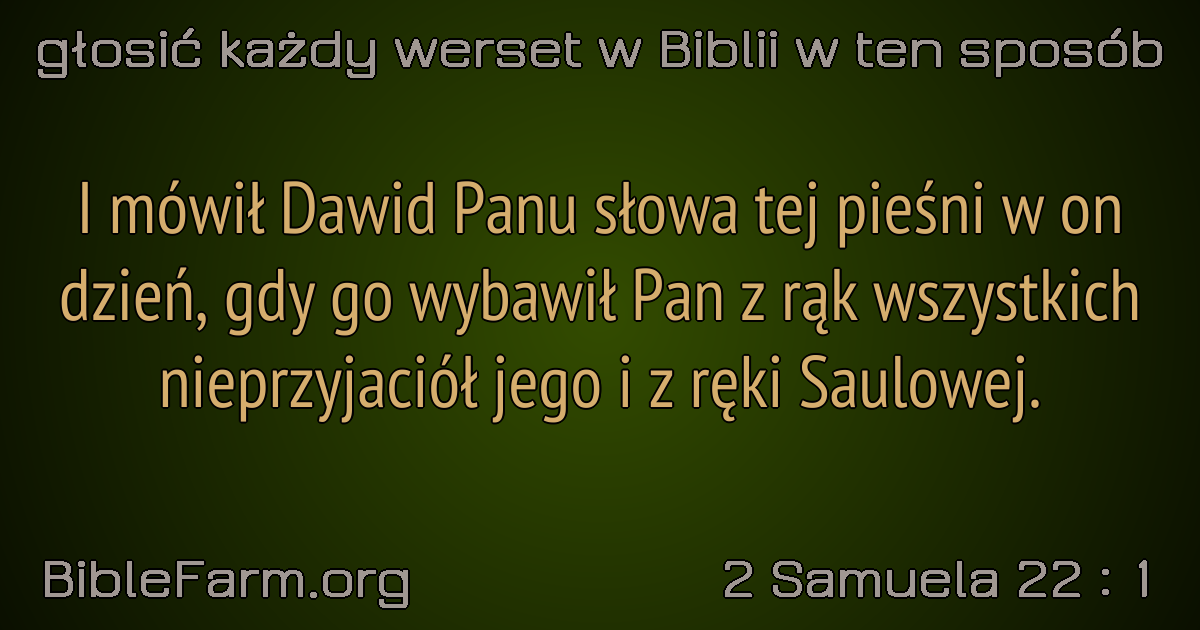 głosić każdy werset w Biblii w ten sposób
I mówił Dawid Panu słowa tej pieśni w on
dzień, gdy go wybawił Pan z rąk wszystkich
nieprzyjaciół jego i z ręki Saulowej.
BibleFarm.org
2 Samuela 22 : 1